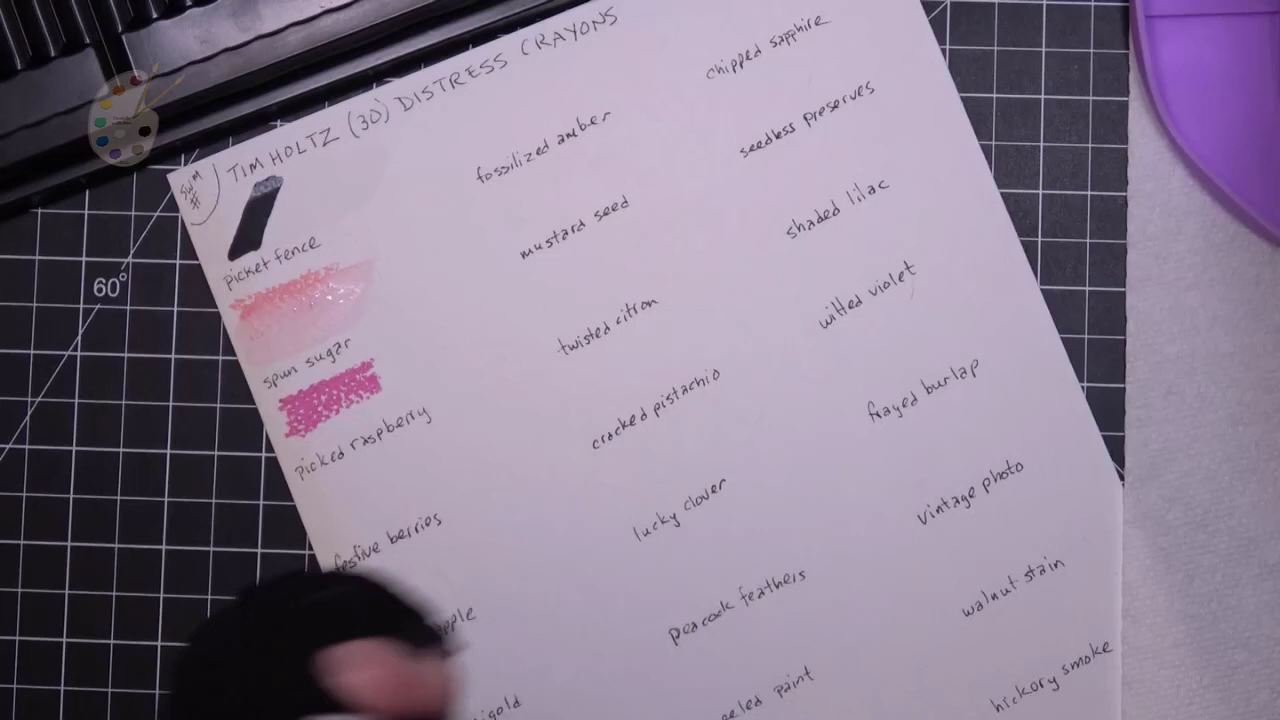 TIM HOLTZ (30) DISTRESS CRAYONS
SWM
#
picket fence
spun sugar
picked raspberry
festive berries
fossilized amber
mustard seed
twisted citron
cracked pistachio
lucky clover
peacock feathers
paint
chipped sapphire
seedless preserves
shaded lilac
wilted violet
frayed burlap
vintage photo
walnut stain
hickory smoke
60°